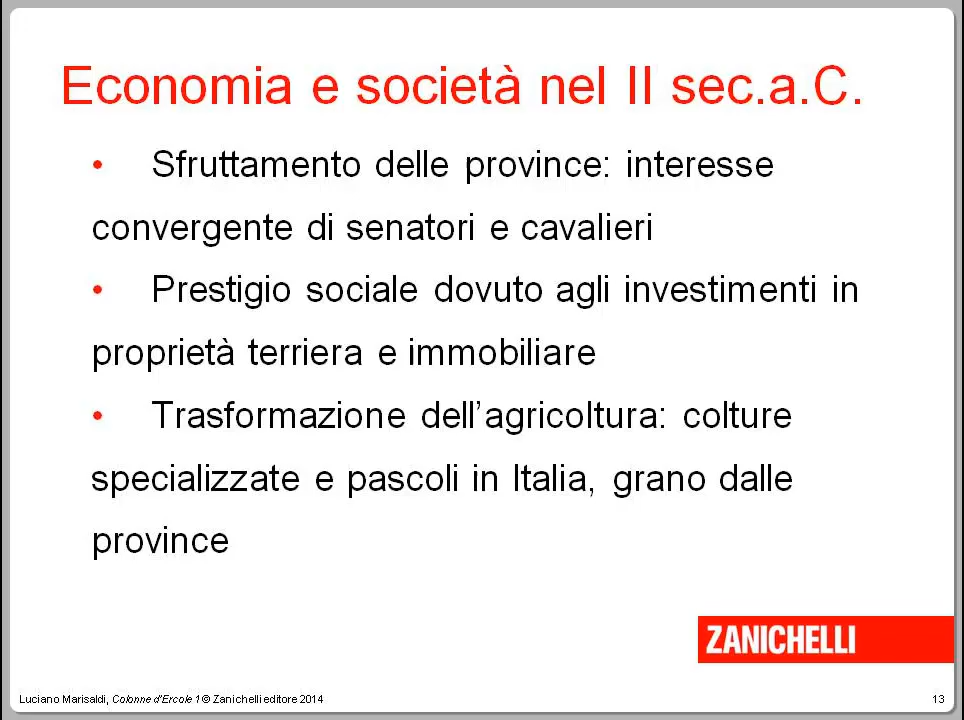 Economia e società nel II sec.a.C.
• Sfruttamento delle province: interesse
convergente di senatori e cavalieri
• Prestigio sociale dovuto agli investimenti in
proprietà terriera e immobiliare
• Trasformazione dell’agricoltura: colture
specializzate e pascoli in Italia, grano dalle
province
ZANICHELLI
Luciano Marisaldi, Colonne d'Ercole 1 © Zanichelli editore 2014
13